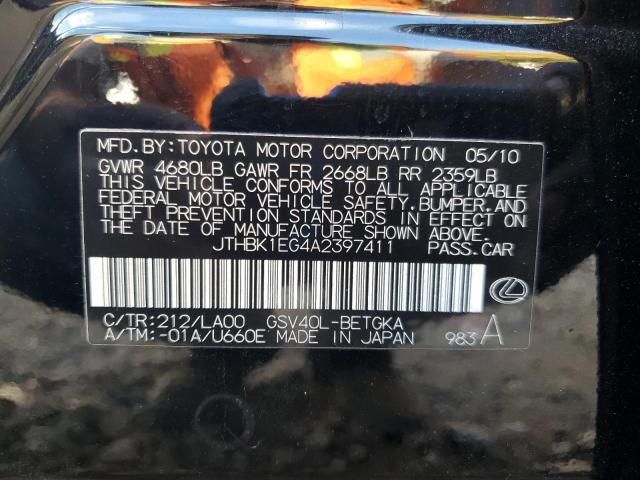 MFD. BY: TOYOTA MOTOR CORPORATION 05/10
GVWR 4680LB GAWR FR 2668LB RR 2359LB
THIS VEHICLE CONFORMS TO ALL APPLICABLE
FEDERAL MOTOR VEHICLE SAFETY, BUMPER, AND
THEFT PREVENTION STANDARDS IN EFFECT ON
THE DATE OF MANUFACTURE SHOWN ABOVE.
JTHBK1EG4A2397411 PASS. CAR
C/TR: 212/LA00 GSV40L-BETGKA
A/TM: -01A/U660E MADE IN JAPAN 983 A